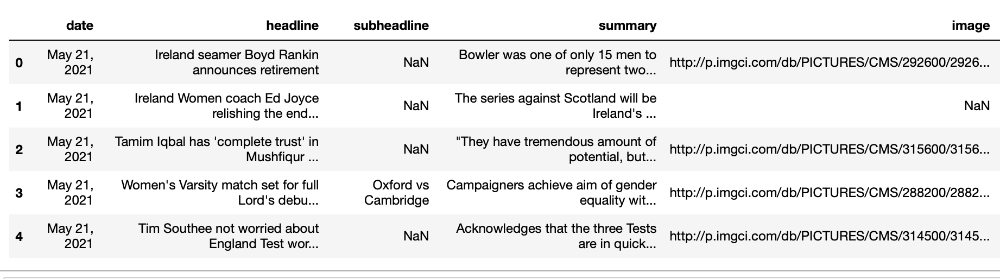 date headline subheadline summary image
0 May 21, 2021 Ireland seamer Boyd Rankin announces retirement NaN Bowler was one of only 15 men to represent two... http://p.imgci.com/db/PICTURES/CMS/292600/2926...
1 May 21, 2021 Ireland Women coach Ed Joyce relishing the end... NaN The series against Scotland will be Ireland's ... NaN
2 May 21, 2021 Tamim Iqbal has 'complete trust' in Mushfiqur ... NaN "They have tremendous amount of potential, but... http://p.imgci.com/db/PICTURES/CMS/315600/3156...
3 May 21, 2021 Women's Varsity match set for full Lord's debu... Oxford vs Cambridge Campaigners achieve aim of gender equality wit... http://p.imgci.com/db/PICTURES/CMS/288200/2882...
4 May 21, 2021 Tim Southee not worried about England Test wor... NaN Acknowledges that the three Tests are in quick... http://p.imgci.com/db/PICTURES/CMS/314500/3145...